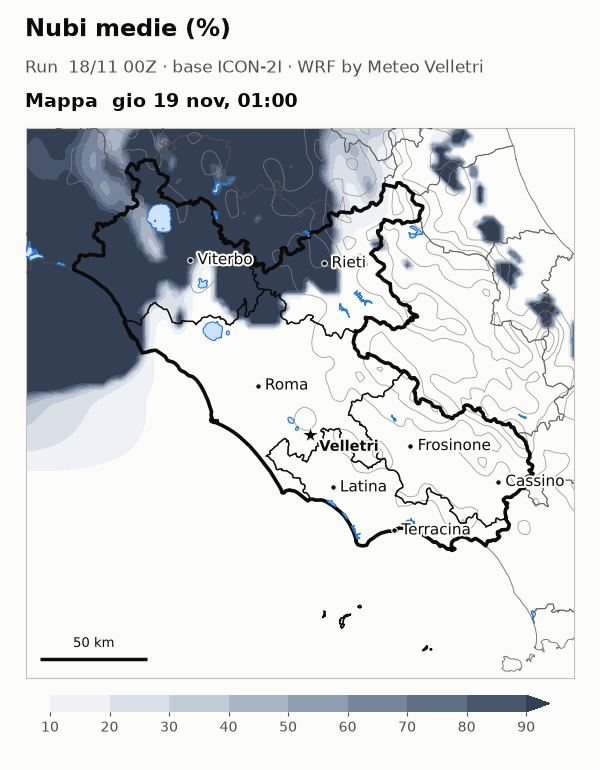 Nubi medie (%)
Run 18/11 00Z · base ICON-2I · WRF by Meteo Velletri
Mappa gio 19 nov, 01:00
Viterbo
Rieti
Roma
Velletri
Frosinone
Latina
Cassino
Terracina
50 km
10 20 30 40 50 60 70 80 90